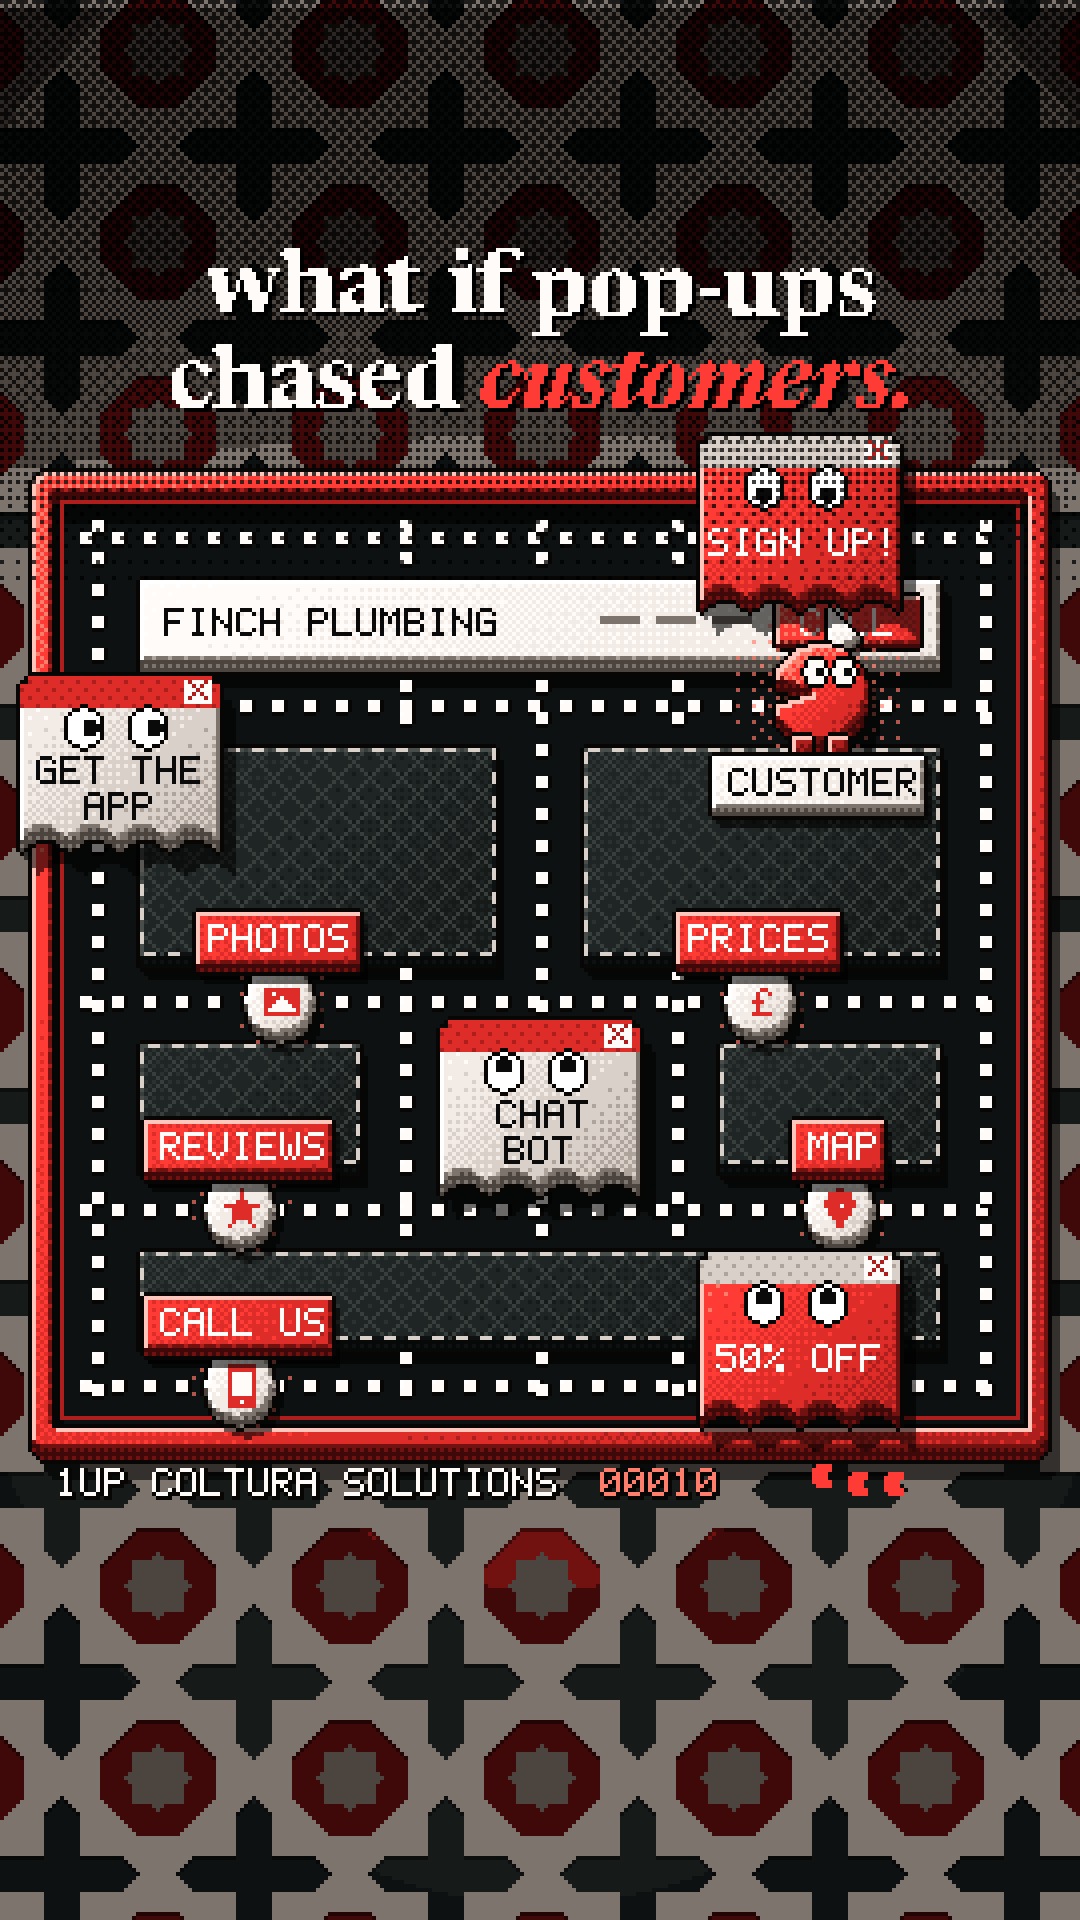 what if pop-ups
chased customers.
SIGN UP!
FINCH PLUMBING
GET THE
APP
CUSTOMER
PHOTOS
PRICES
£
CHAT
BOT
REVIEWS
MAP
CALL US
50% OFF
1UP COLTURA SOLUTIONS 00010